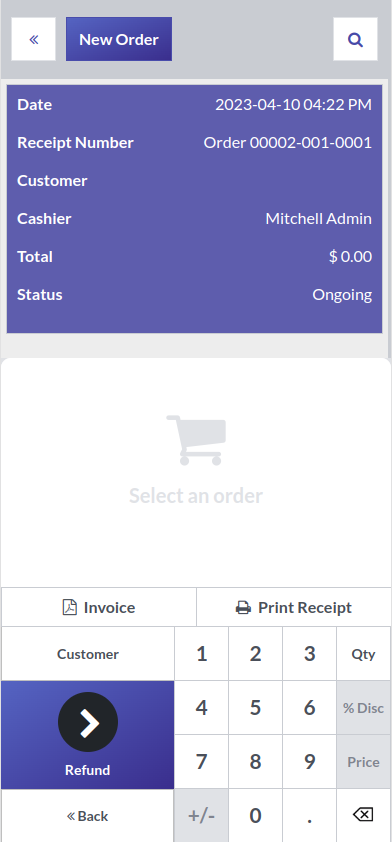 « New Order
Date 2023-04-10 04:22 PM
Receipt Number Order 00002-001-0001
Customer
Cashier Mitchell Admin
Total $ 0.00
Status Ongoing
Select an order
Invoice Print Receipt
Customer 1 2 3 Qty
4 5 6 % Disc
Refund 7 8 9 Price
« Back +/- 0 .